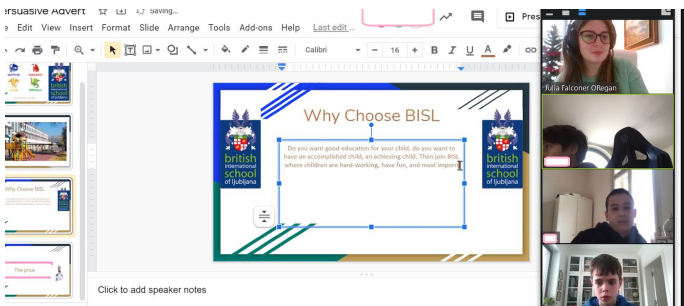 ersuasive Advert
Saving...
Edit View Insert Format Slide Arrange Tools Add-ons Help Last edit ...
Pres
Calibri
16
B I U A
Why Choose BISL
british
international
school
of ljubljana
Do you want good education for your child, do you want to
have an accomplished child, an achieving child. Then join BISL
where children are hard-working, have fun, and most import
british
international
school
of ljubljana
Why Choose BISL
The price
Click to add speaker notes
Julia Falconer ORegan